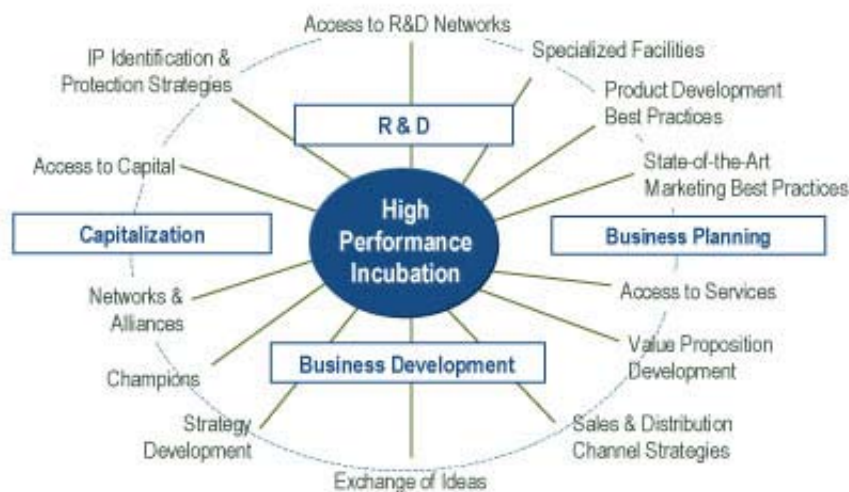 Access to R&D Networks
IP Identification &
Protection Strategies
Specialized Facilities
Product Development
Best Practices
R & D
Access to Capital
State-of-the-Art
Marketing Best Practices
High
Performance
Incubation
Capitalization
Business Planning
Networks &
Alliances
Access to Services
Business Development
Value Proposition
Development
Champions
Strategy
Development
Sales & Distribution
Channel Strategies
Exchange of Ideas